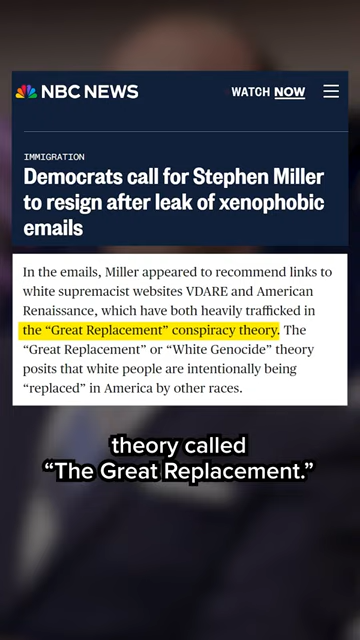 NBC NEWS
WATCH NOW
IMMIGRATION
Democrats call for Stephen Miller
to resign after leak of xenophobic
emails
In the emails, Miller appeared to recommend links to
white supremacist websites VDARE and American
Renaissance, which have both heavily trafficked in
the “Great Replacement” conspiracy theory. The
“Great Replacement” or “White Genocide” theory
posits that white people are intentionally being
“replaced” in America by other races.
theory called
“The Great Replacement.”